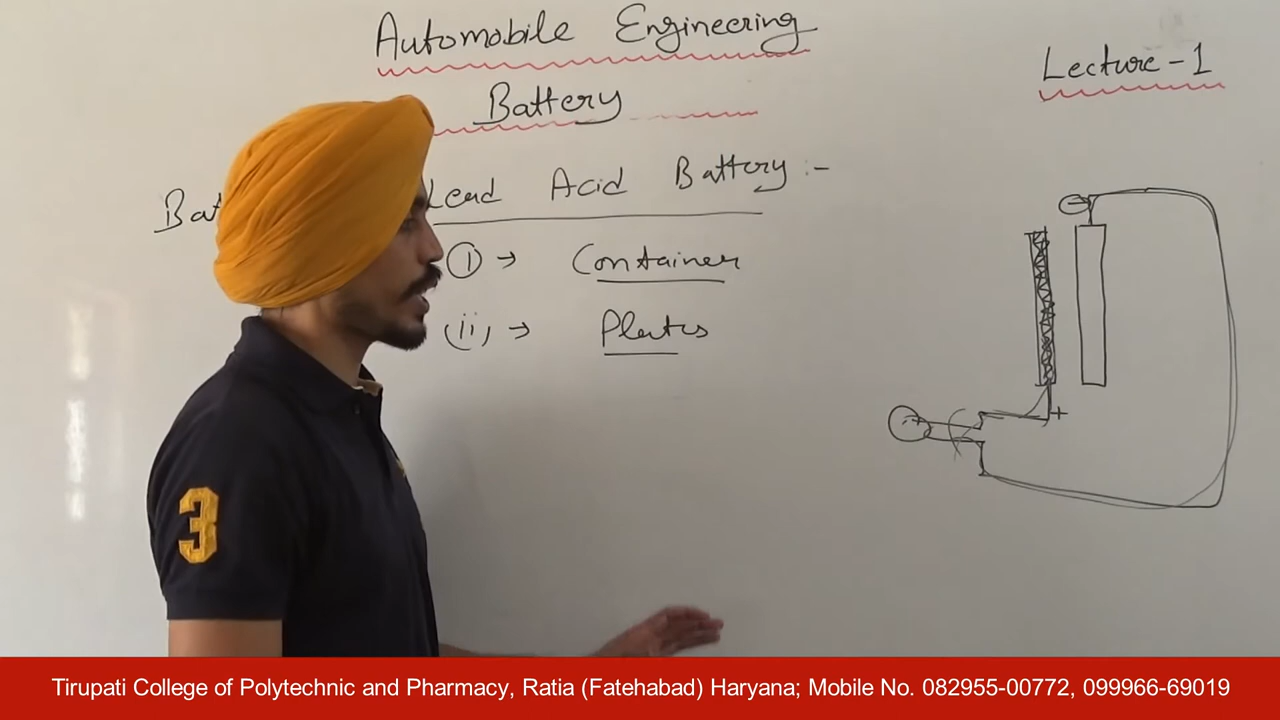 Automobile Engineering
Lecture - 1
Battery
Bat Lead Acid Battery :-
(i) → Container
(ii) → Plates
+
3
Tirupati College of Polytechnic and Pharmacy, Ratia (Fatehabad) Haryana; Mobile No. 082955-00772, 099966-69019